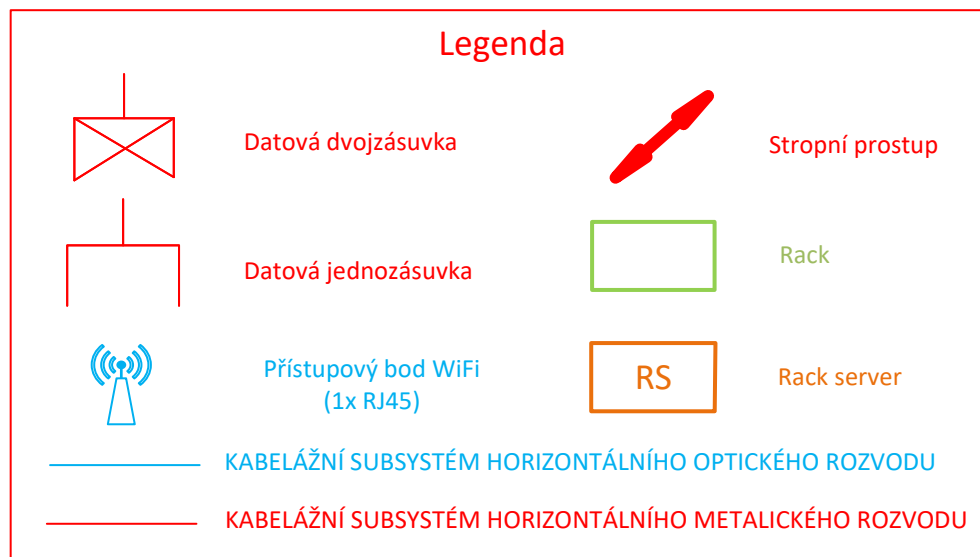 Legenda
Datová dvojzásuvka
Stropní prostup
Datová jednozásuvka
Rack
Přístupový bod WiFi
(1x RJ45)
RS
Rack server
KABELÁŽNÍ SUBSYSTÉM HORIZONTÁLNÍHO OPTICKÉHO ROZVODU
KABELÁŽNÍ SUBSYSTÉM HORIZONTÁLNÍHO METALICKÉHO ROZVODU